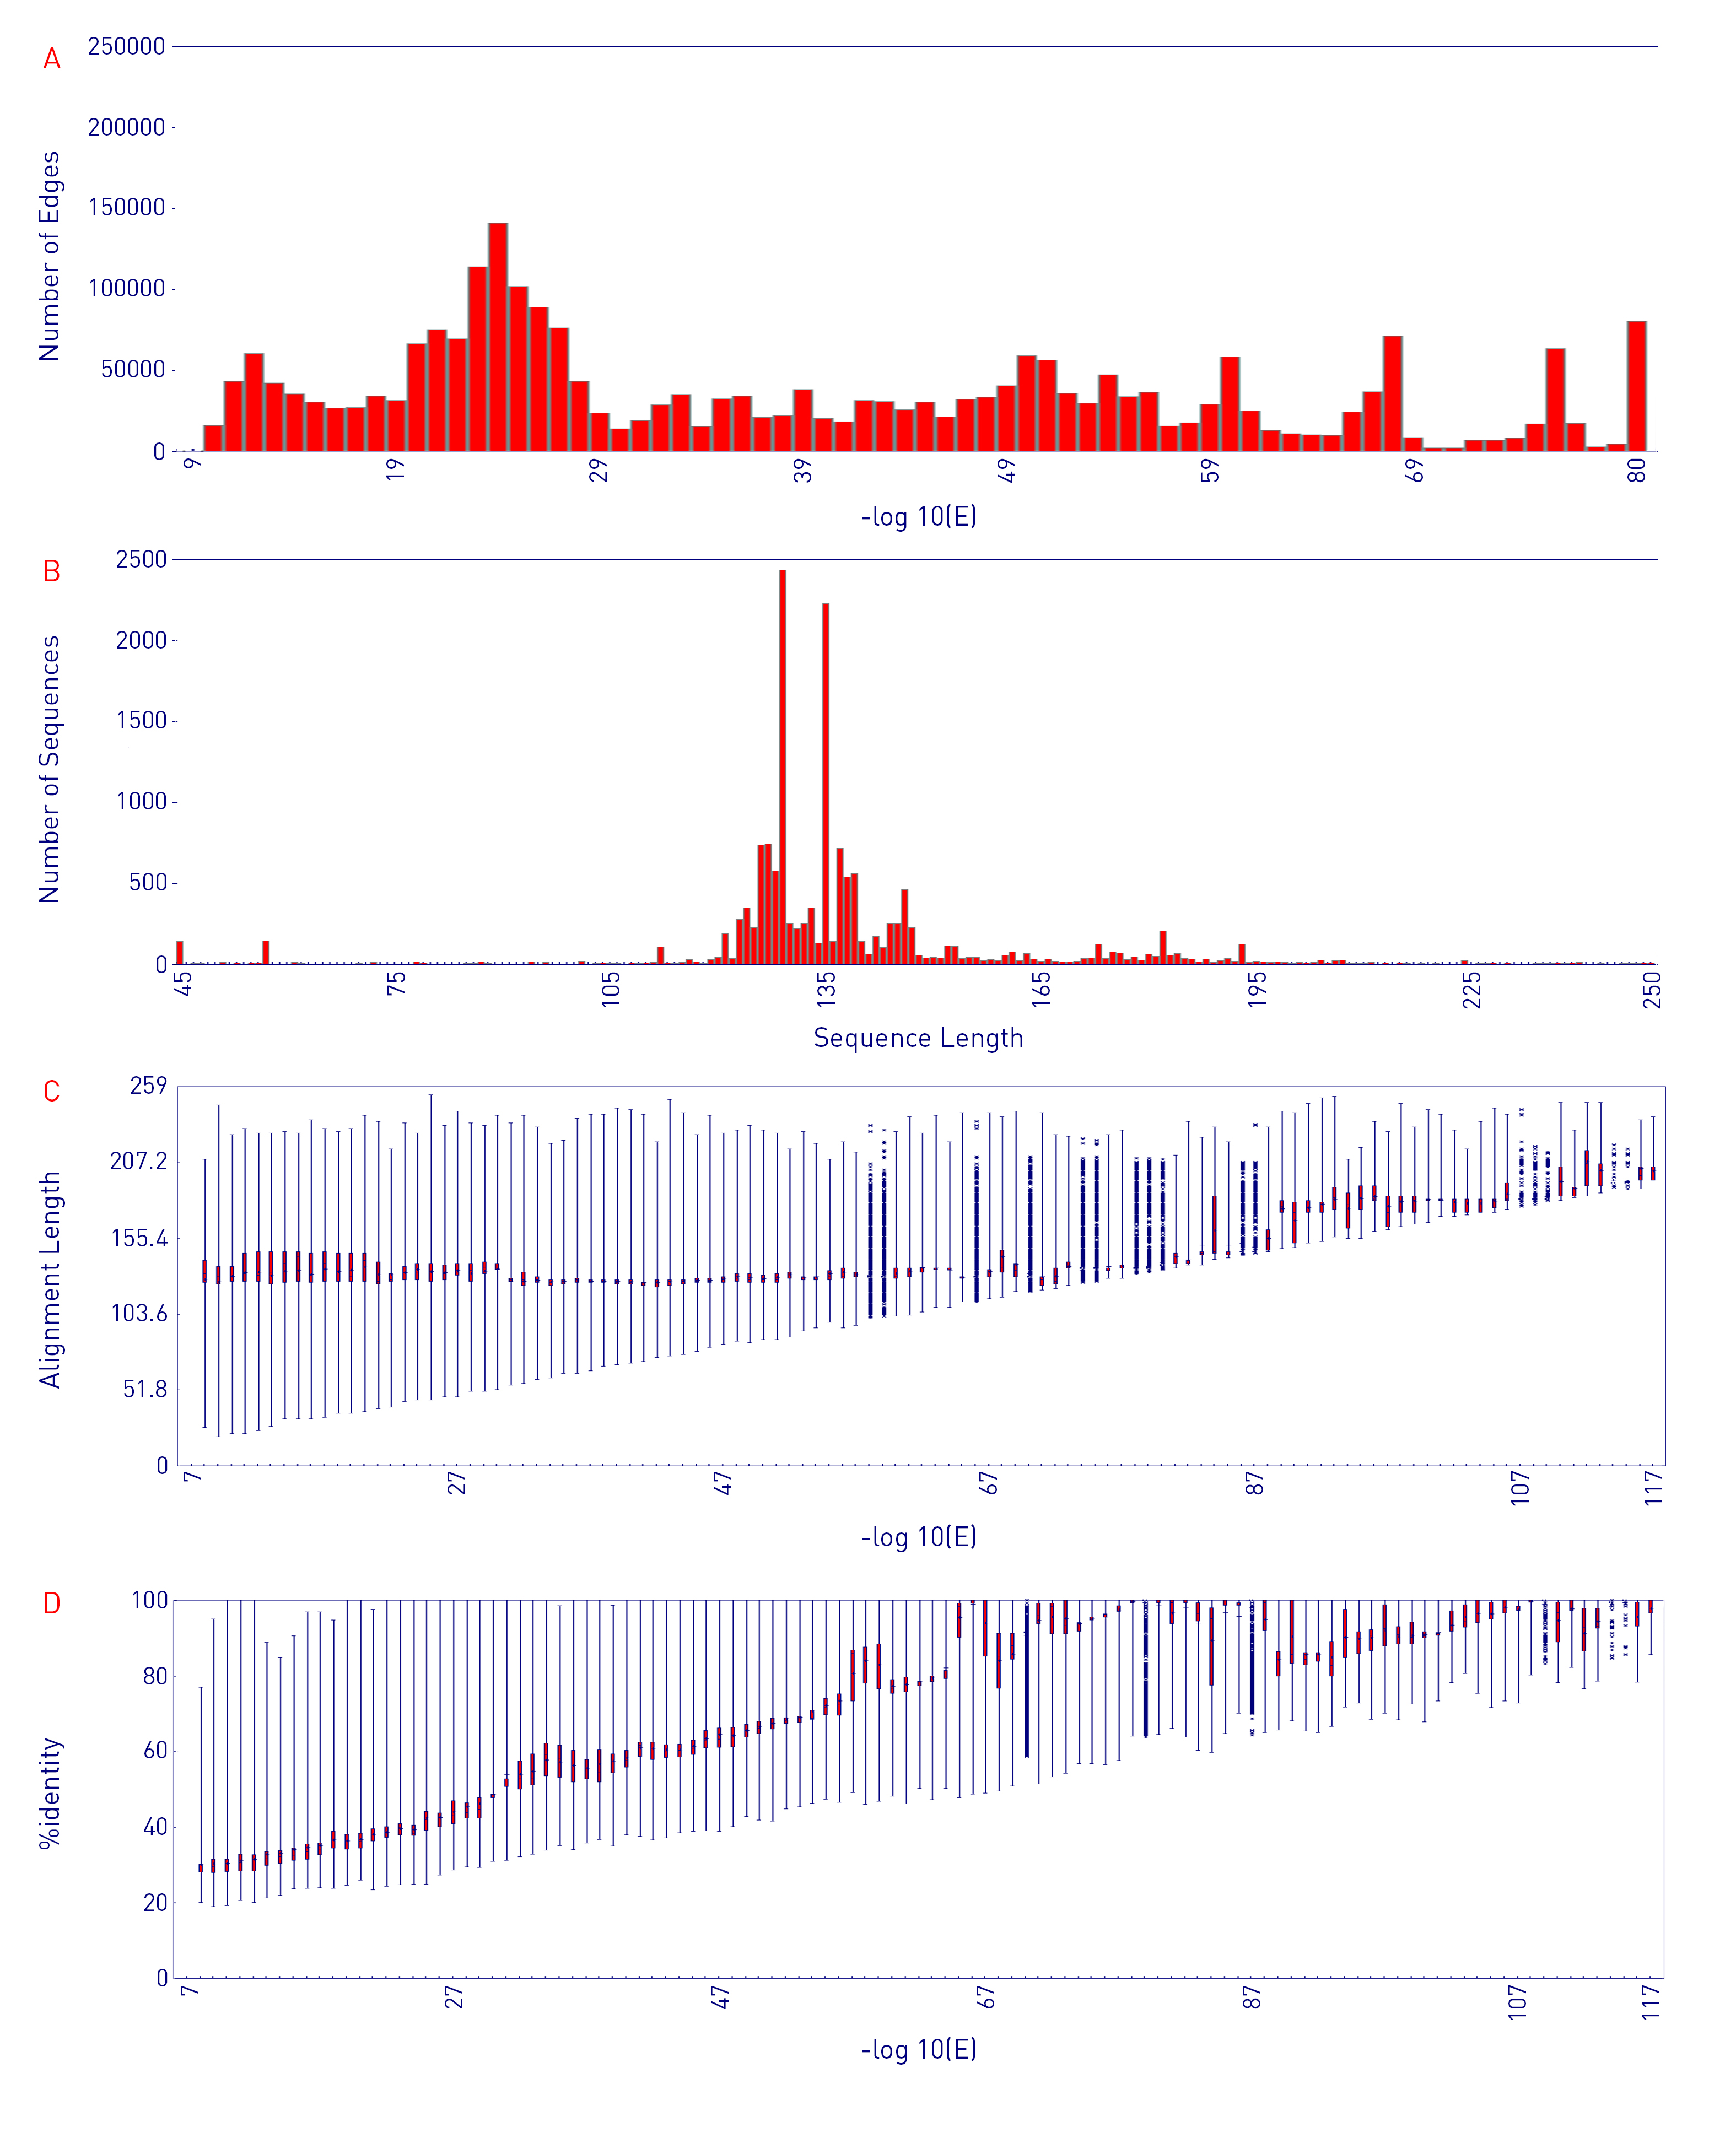 A
250000
200000
150000
100000
50000
0
Number of Edges
9 19 29 39 49 59 69 80
-log 10(E)
B
2500
2000
1500
1000
500
0
Number of Sequences
45 75 105 135 165 195 225 250
Sequence Length
C
259
207.2
155.4
103.6
51.8
0
Alignment Length
7 27 47 67 87 107 117
-log 10(E)
D
100
80
60
40
20
0
%identity
7 27 47 67 87 107 117
-log 10(E)